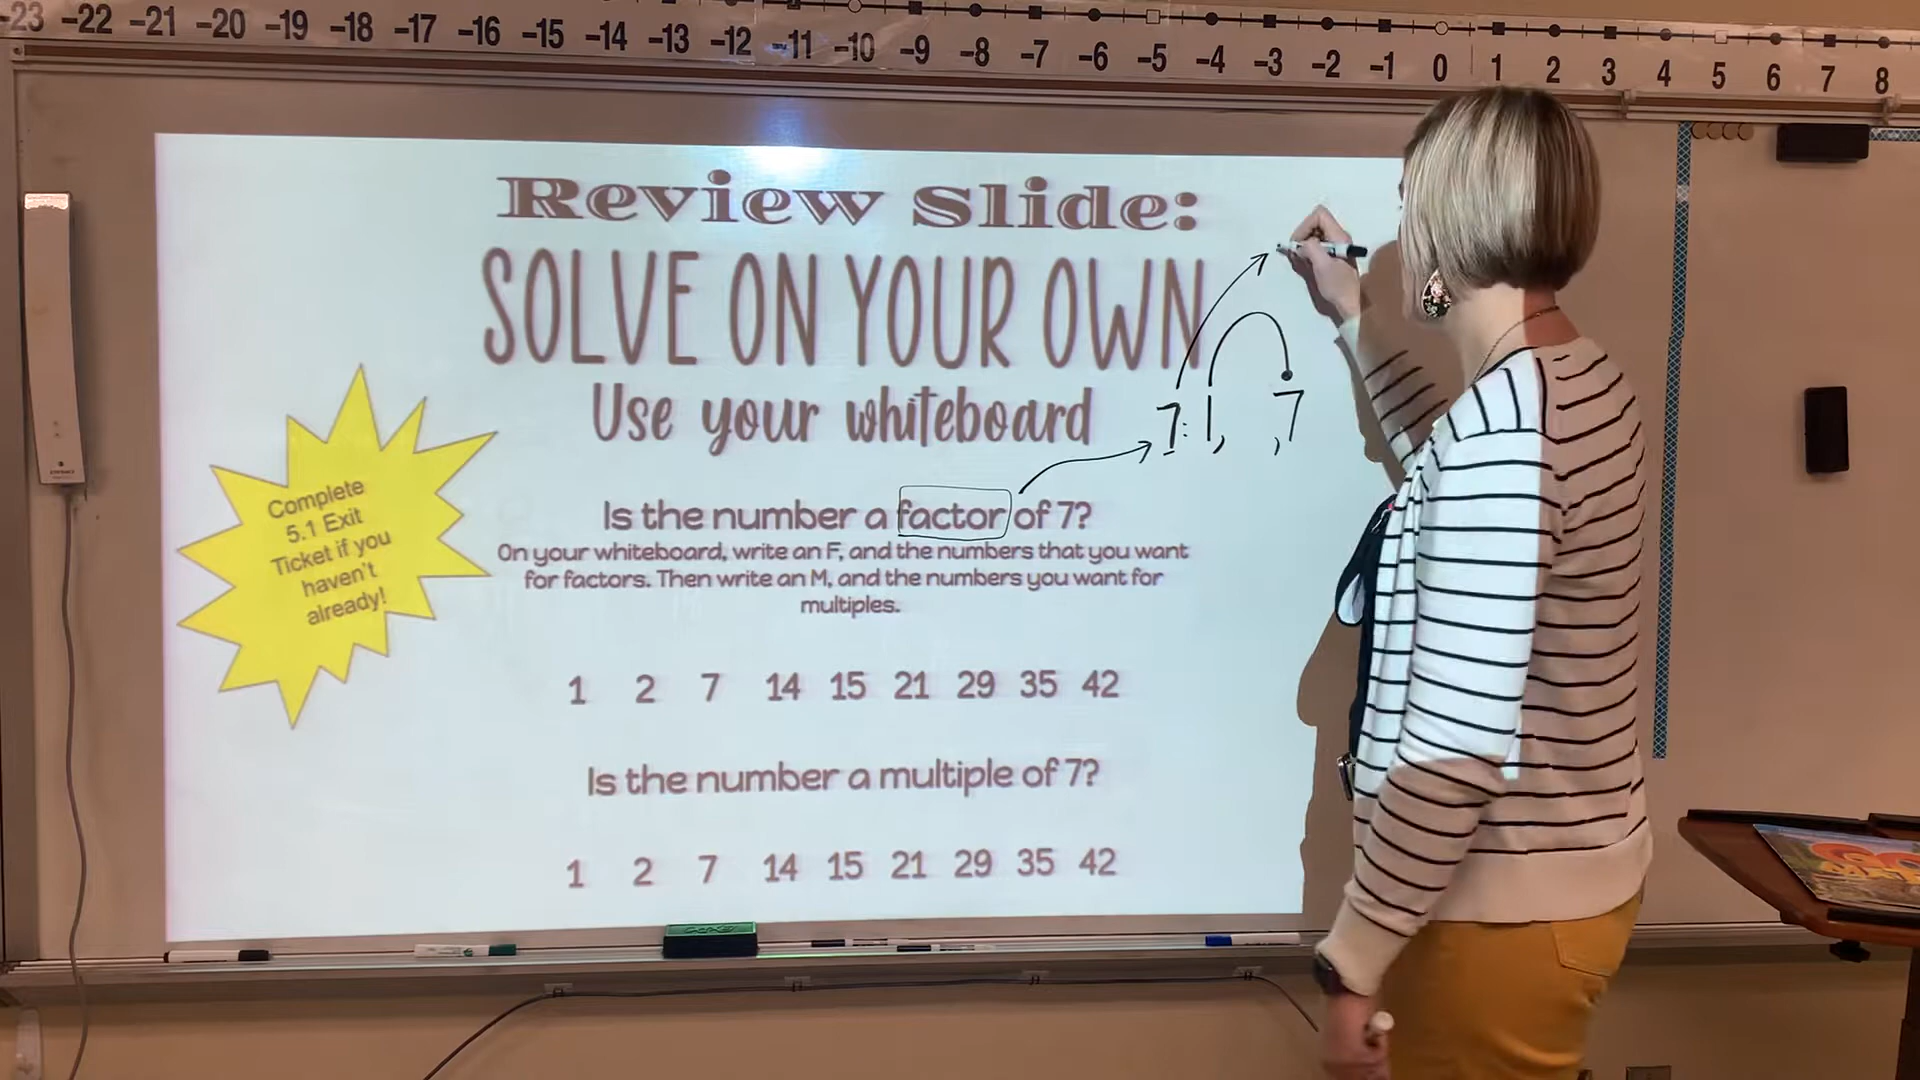 -23 -22 -21 -20 -19 -18 -17 -16 -15 -14 -13 -12 -11 -10 -9 -8 -7 -6 -5 -4 -3 -2 -1 0 1 2 3 4 5 6 7 8
Review Slide:
SOLVE ON YOUR OWN
Use your whiteboard
7: 1, ,7
Complete
5.1 Exit
Ticket if you
haven't
already!
Is the number a factor of 7?
On your whiteboard, write an F, and the numbers that you want
for factors. Then write an M, and the numbers you want for
multiples.
1 2 7 14 15 21 29 35 42
Is the number a multiple of 7?
1 2 7 14 15 21 29 35 42